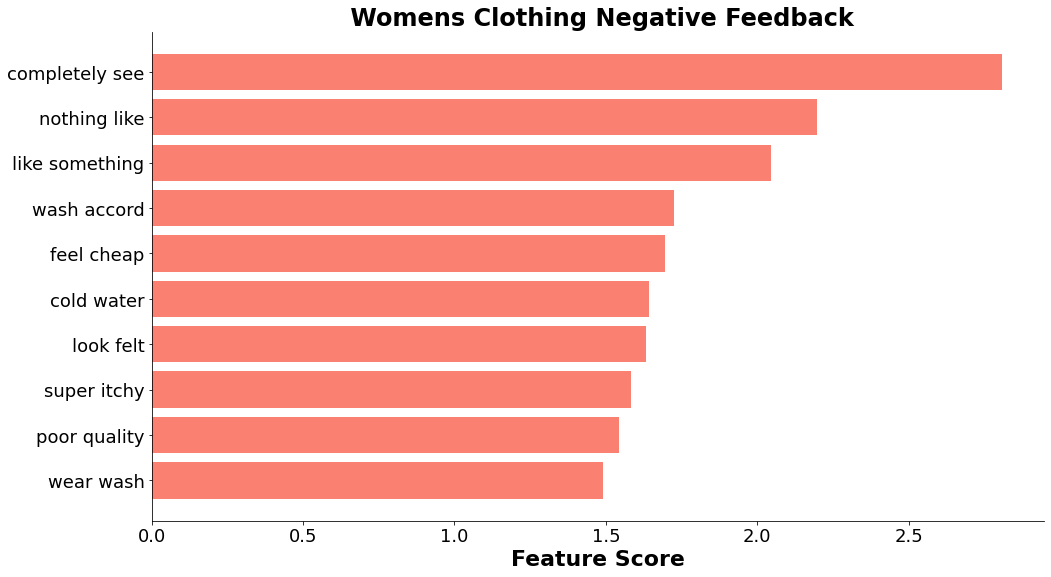 Womens Clothing Negative Feedback
completely see
nothing like
like something
wash accord
feel cheap
cold water
look felt
super itchy
poor quality
wear wash
0.0 0.5 1.0 1.5 2.0 2.5
Feature Score